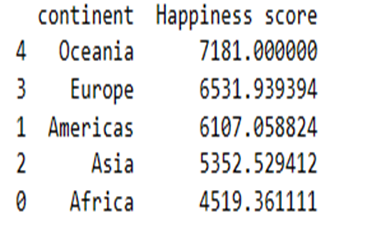 continent Happiness score
4 Oceania 7181.000000
3 Europe 6531.939394
1 Americas 6107.058824
2 Asia 5352.529412
0 Africa 4519.361111